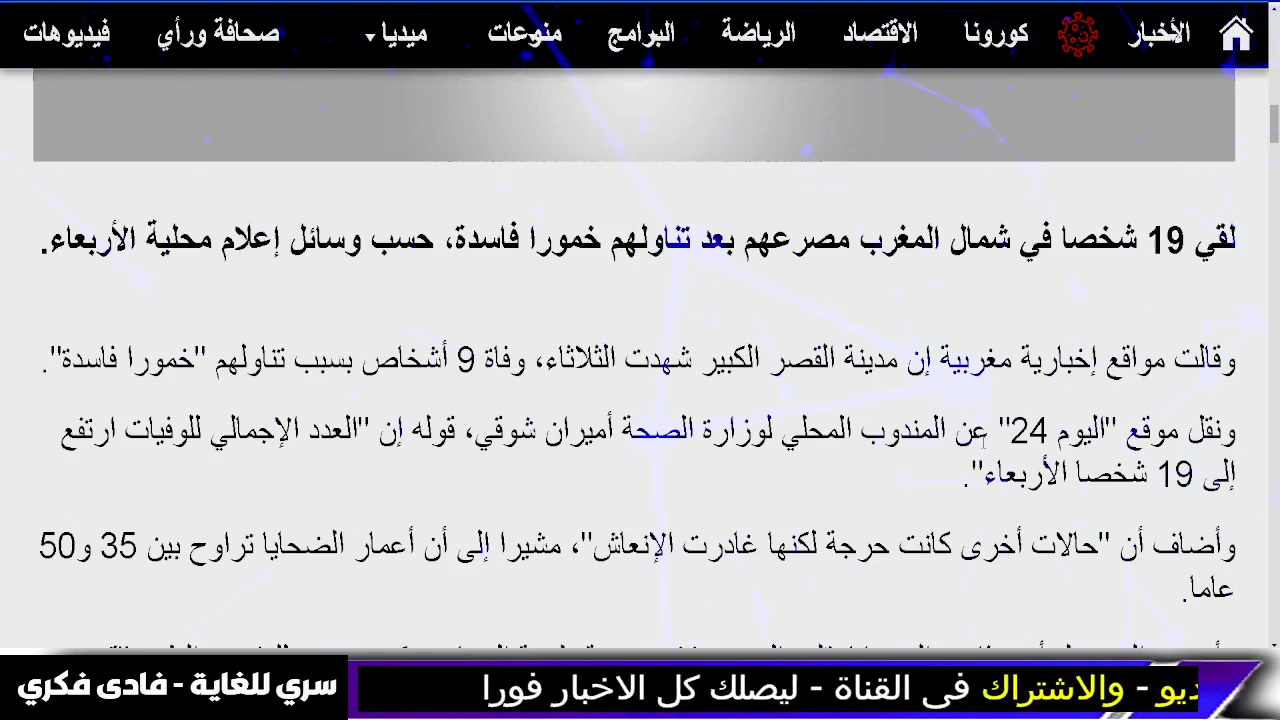 الأخبار كورونا الاقتصاد الرياضة البرامج منوعات ميديا صحافة ورأي فيديوهات
لقي 19 شخصا في شمال المغرب مصرعهم بعد تناولهم خمورا فاسدة، حسب وسائل إعلام محلية الأربعاء.
وقالت مواقع إخبارية مغربية إن مدينة القصر الكبير شهدت الثلاثاء، وفاة 9 أشخاص بسبب تناولهم "خمورا فاسدة".
ونقل موقع "اليوم 24" عن المندوب المحلي لوزارة الصحة أميران شوقي، قوله إن "العدد الإجمالي للوفيات ارتفع
إلى 19 شخصا الأربعاء".
وأضاف أن "حالات أخرى كانت حرجة لكنها غادرت الإنعاش"، مشيرا إلى أن أعمار الضحايا تراوح بين 35 و50
عاما.
ديو - والاشتراك فى القناة - ليصلك كل الاخبار فورا
سري للغاية - فادى فكري